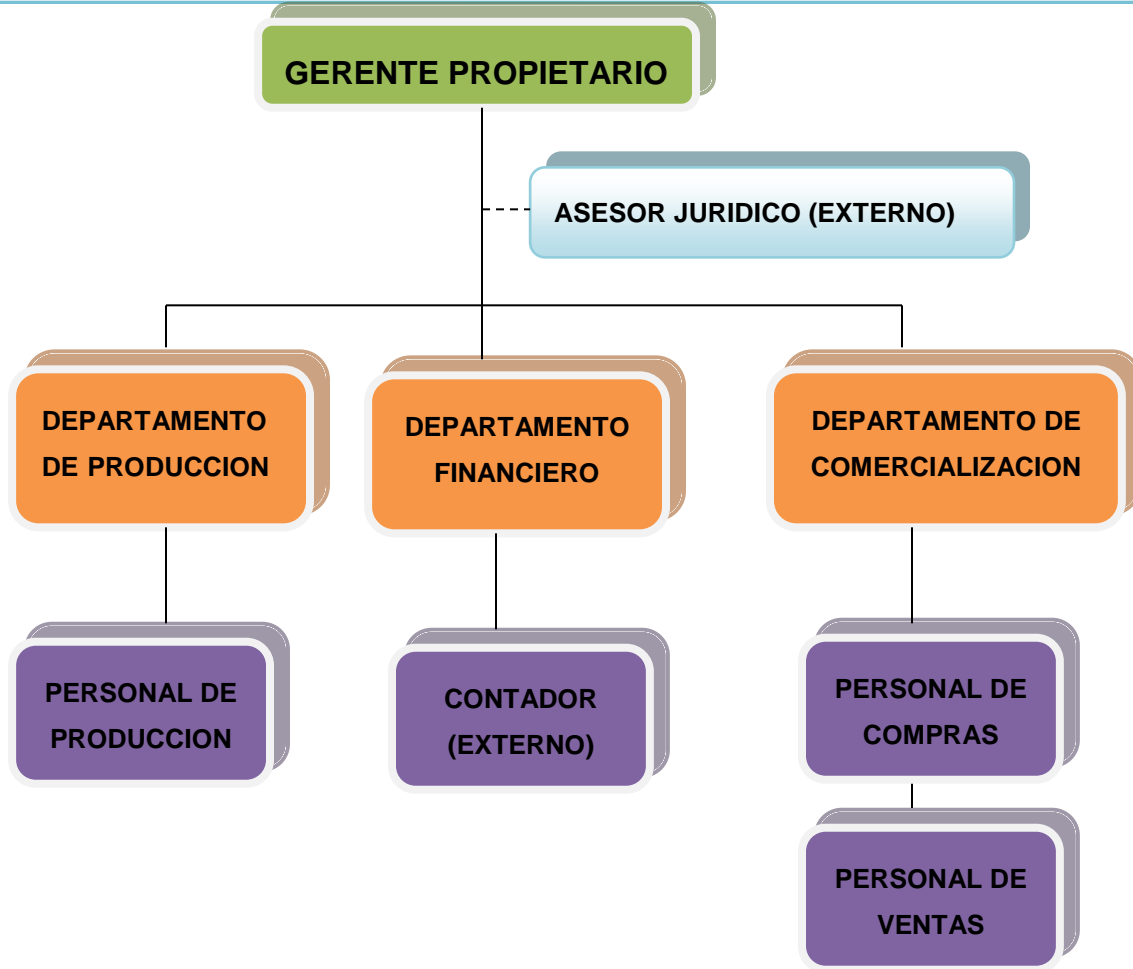 GERENTE PROPIETARIO
ASESOR JURIDICO (EXTERNO)
DEPARTAMENTO
DE PRODUCCION
DEPARTAMENTO
FINANCIERO
DEPARTAMENTO DE
COMERCIALIZACION
PERSONAL DE
PRODUCCION
CONTADOR
(EXTERNO)
PERSONAL DE
COMPRAS
PERSONAL DE
VENTAS